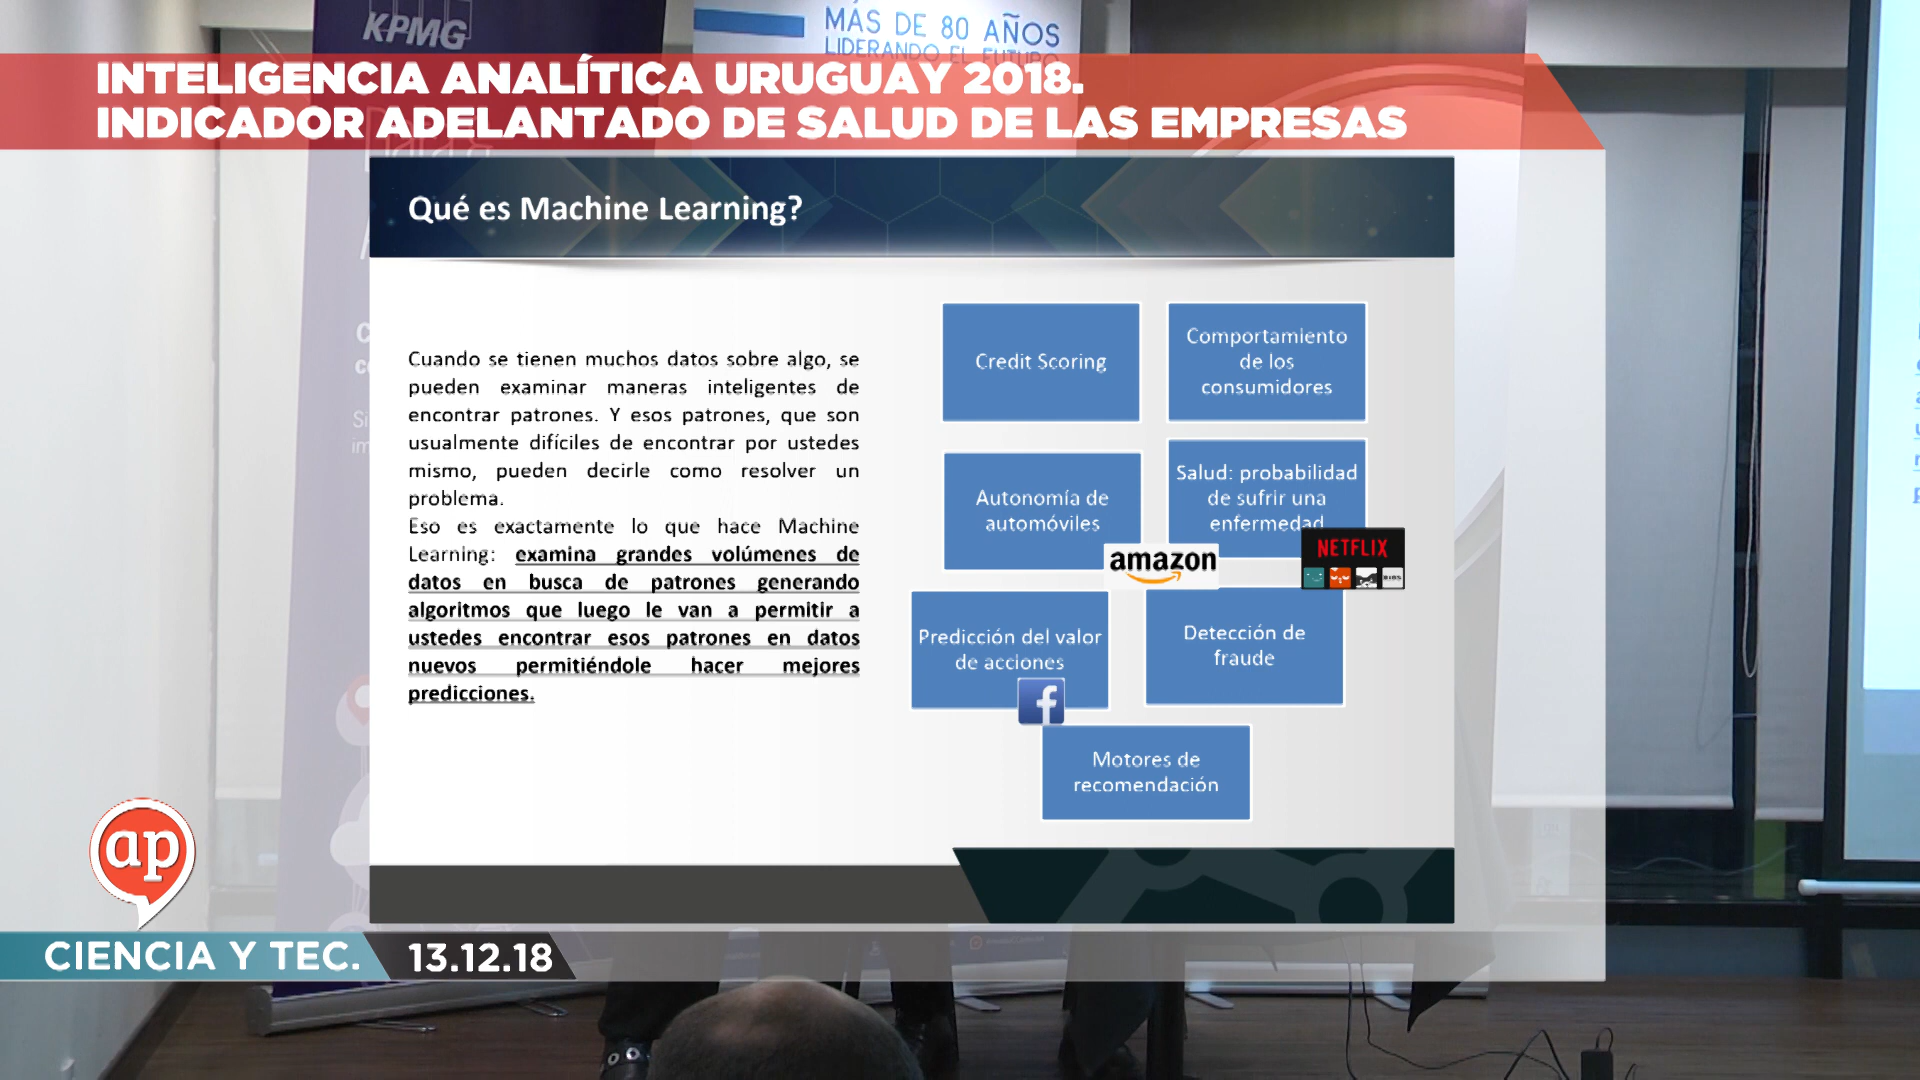 KPMG
MÁS DE 80 AÑOS
LIDERANDO EL FUTURO
INTELIGENCIA ANALÍTICA URUGUAY 2018.
INDICADOR ADELANTADO DE SALUD DE LAS EMPRESAS
Qué es Machine Learning?
Cuando se tienen muchos datos sobre algo, se
pueden examinar maneras inteligentes de
encontrar patrones. Y esos patrones, que son
usualmente difíciles de encontrar por ustedes
mismo, pueden decirle como resolver un
problema.
Eso es exactamente lo que hace Machine
Learning: examina grandes volúmenes de
datos en busca de patrones generando
algoritmos que luego le van a permitir a
ustedes encontrar esos patrones en datos
nuevos permitiéndole hacer mejores
predicciones.
Credit Scoring
Comportamiento
de los
consumidores
Autonomía de
automóviles
Salud: probabilidad
de sufrir una
enfermedad
amazon
NETFLIX
Predicción del valor
de acciones
Detección de
fraude
f
Motores de
recomendación
ap
CIENCIA Y TEC.
13.12.18